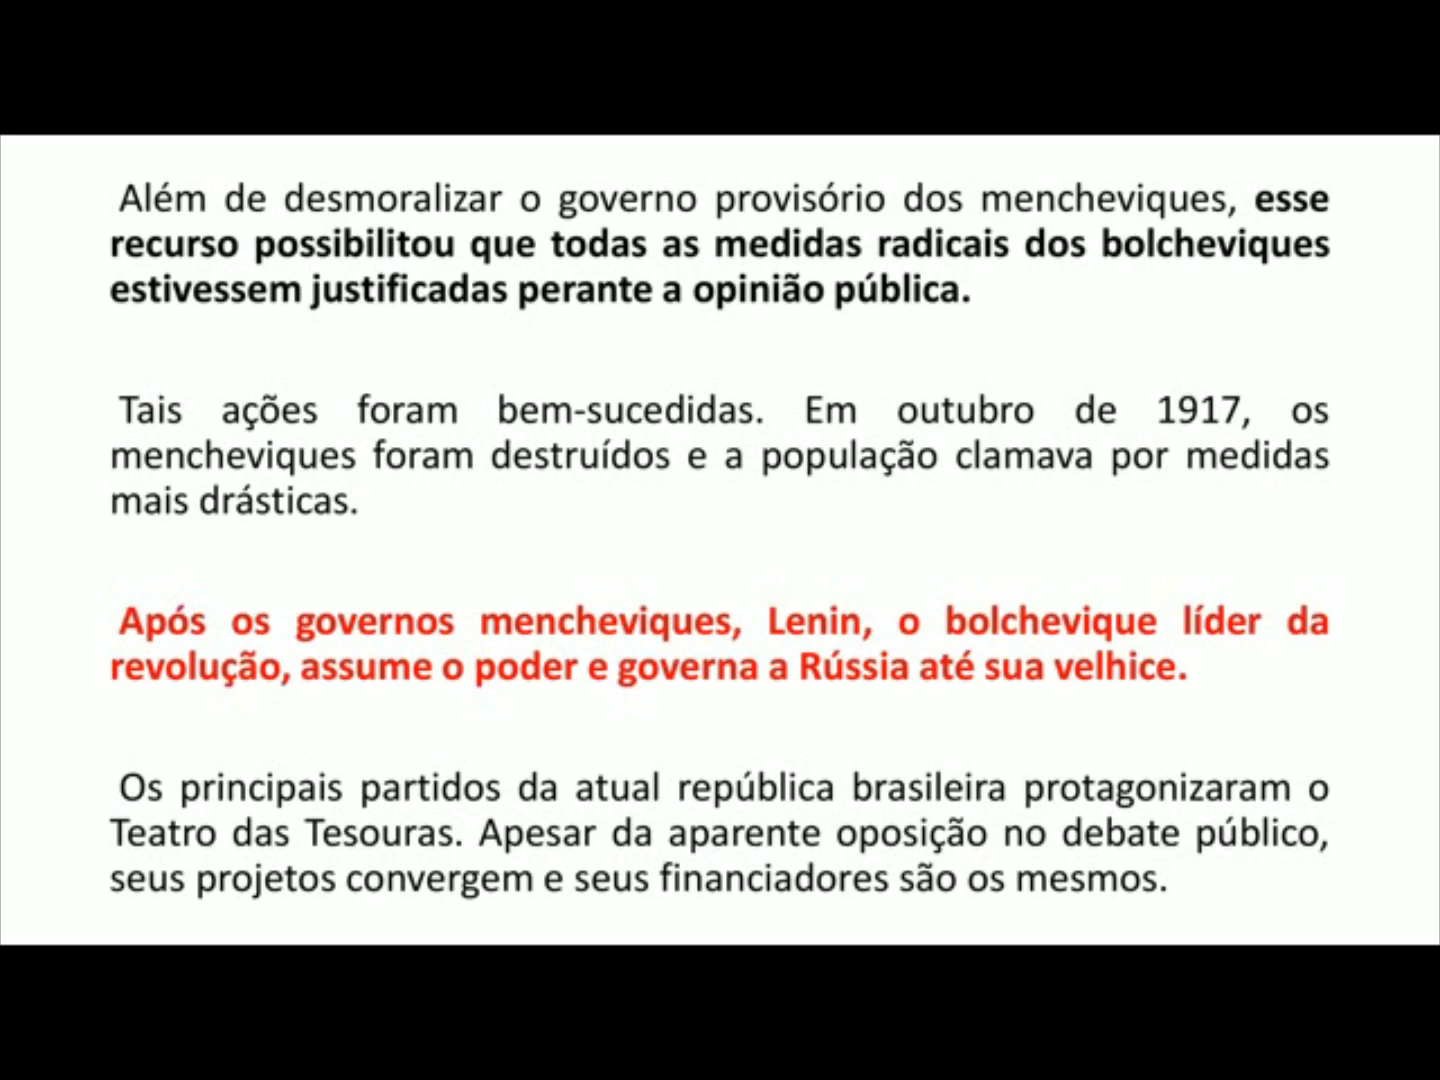 Além de desmoralizar o governo provisório dos mencheviques, esse
recurso possibilitou que todas as medidas radicais dos bolcheviques
estivessem justificadas perante a opinião pública.
Tais ações foram bem-sucedidas. Em outubro de 1917, os
mencheviques foram destruídos e a população clamava por medidas
mais drásticas.
Após os governos mencheviques, Lenin, o bolchevique líder da
revolução, assume o poder e governa a Rússia até sua velhice.
Os principais partidos da atual república brasileira protagonizaram o
Teatro das Tesouras. Apesar da aparente oposição no debate público,
seus projetos convergem e seus financiadores são os mesmos.